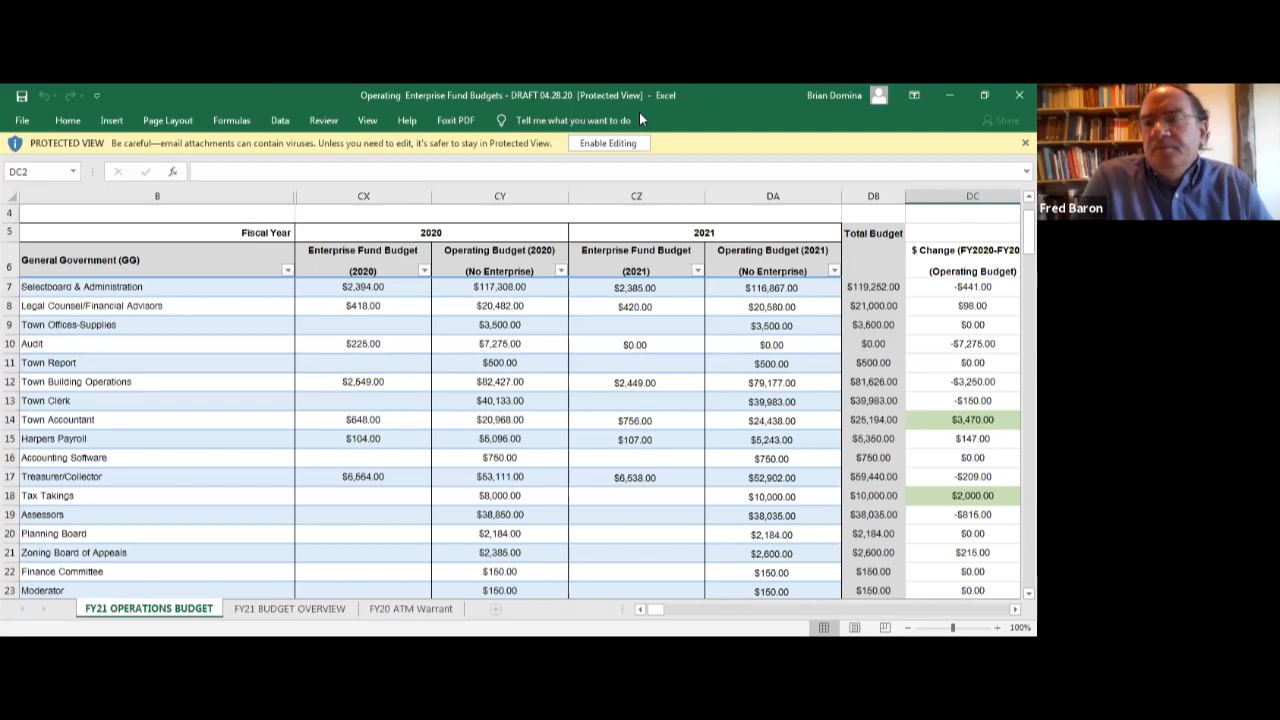 Operating Enterprise Fund Budgets - DRAFT 04.28.20 [Protected View] - Excel
Brian Domina
File Home Insert Page Layout Formulas Data Review View Help Foxit PDF Tell me what you want to do Share
PROTECTED VIEW Be careful—email attachments can contain viruses. Unless you need to edit, it's safer to stay in Protected View. Enable Editing
DC2 fx
B CX CY CZ DA DB DC
4
5 Fiscal Year 2020 2021 Total Budget
6 General Government (GG) Enterprise Fund Budget (2020) Operating Budget (2020) (No Enterprise) Enterprise Fund Budget (2021) Operating Budget (2021) (No Enterprise) $ Change (FY2020-FY20 (Operating Budget)
7 Selectboard & Administration $2,394.00 $117,308.00 $2,385.00 $116,867.00 $119,252.00 -$441.00
8 Legal Counsel/Financial Advisors $418.00 $20,482.00 $420.00 $20,580.00 $21,000.00 $98.00
9 Town Offices-Supplies $3,500.00 $3,500.00 $3,500.00 $0.00
10 Audit $225.00 $7,275.00 $0.00 $0.00 $0.00 -$7,275.00
11 Town Report $500.00 $500.00 $500.00 $0.00
12 Town Building Operations $2,549.00 $82,427.00 $2,449.00 $79,177.00 $81,626.00 -$3,250.00
13 Town Clerk $40,133.00 $39,983.00 $39,983.00 -$150.00
14 Town Accountant $648.00 $20,968.00 $756.00 $24,438.00 $25,194.00 $3,470.00
15 Harpers Payroll $104.00 $5,096.00 $107.00 $5,243.00 $5,350.00 $147.00
16 Accounting Software $750.00 $750.00 $750.00 $0.00
17 Treasurer/Collector $6,564.00 $53,111.00 $6,538.00 $52,902.00 $59,440.00 -$209.00
18 Tax Takings $8,000.00 $10,000.00 $10,000.00 $2,000.00
19 Assessors $38,850.00 $38,035.00 $38,035.00 -$815.00
20 Planning Board $2,184.00 $2,184.00 $2,184.00 $0.00
21 Zoning Board of Appeals $2,385.00 $2,600.00 $2,600.00 $215.00
22 Finance Committee $150.00 $150.00 $150.00 $0.00
23 Moderator $150.00 $150.00 $150.00 $0.00
FY21 OPERATIONS BUDGET FY21 BUDGET OVERVIEW FY20 ATM Warrant
100%
Fred Baron